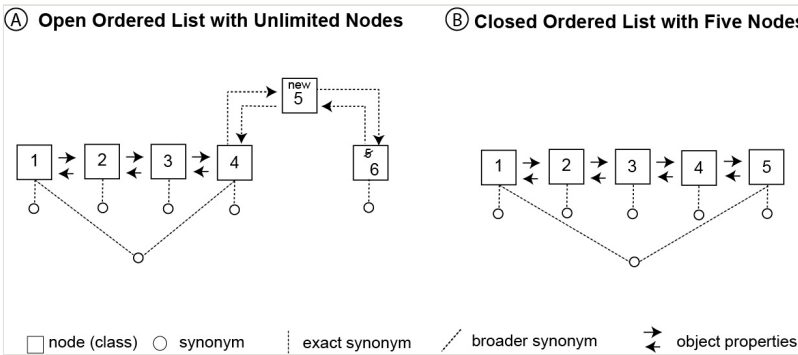 A Open Ordered List with Unlimited Nodes
B Closed Ordered List with Five Nodes
new
5
1 2 3 4
5
6
1 2 3 4 5
node (class) synonym exact synonym broader synonym object properties